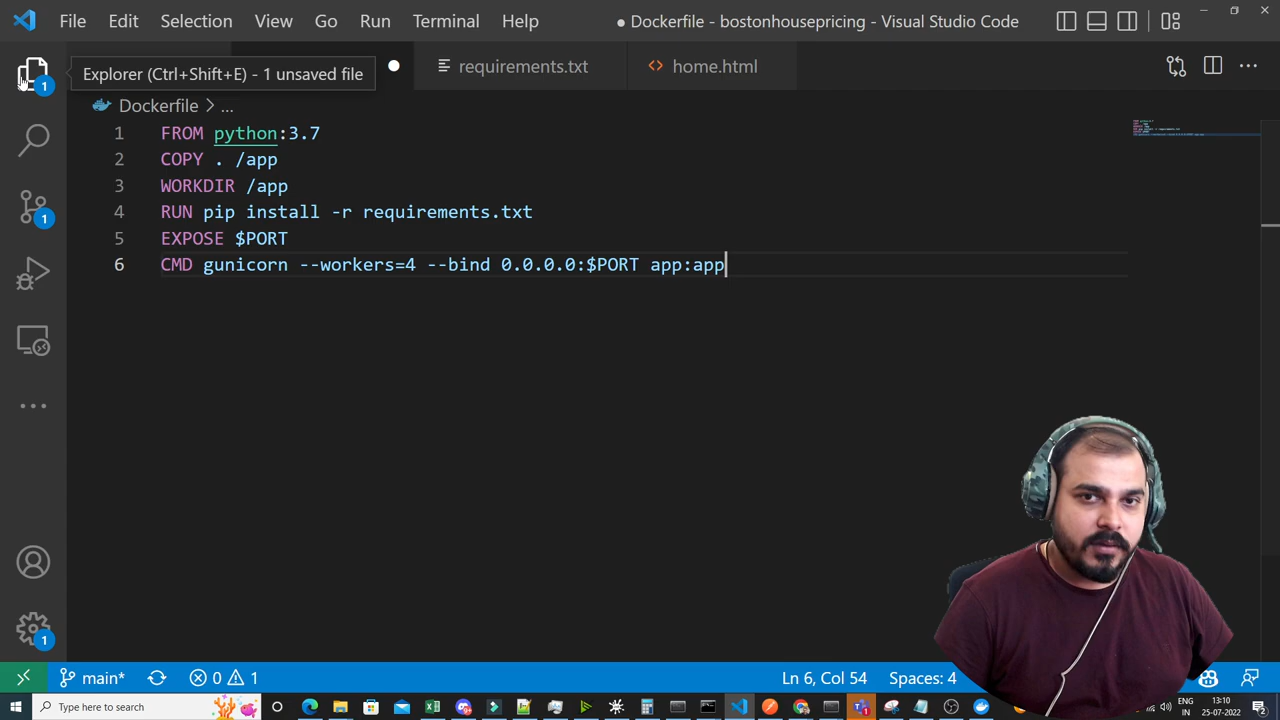 File Edit Selection View Go Run Terminal Help ● Dockerfile - bostonhousepricing - Visual Studio Code
Explorer (Ctrl+Shift+E) - 1 unsaved file
requirements.txt
home.html
1
Dockerfile > ...
1 FROM python:3.7
2 COPY . /app
3 WORKDIR /app
4 RUN pip install -r requirements.txt
5 EXPOSE $PORT
6 CMD gunicorn --workers=4 --bind 0.0.0.0:$PORT app:app
1
1
main* 0 1 Ln 6, Col 54 Spaces: 4
Type here to search
ENG
IN
13:10
25-07-2022